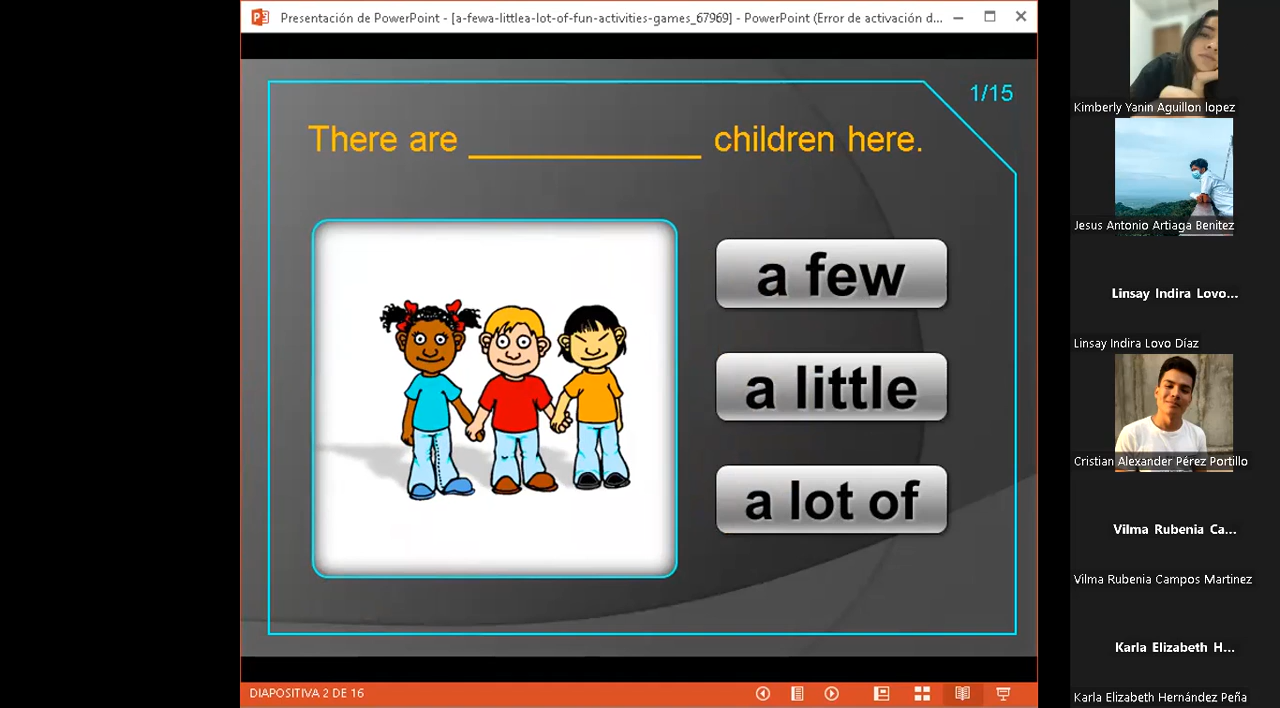 Presentación de PowerPoint - [a-fewa-littlea-lot-of-fun-activities-games_67969] - PowerPoint (Error de activación d...
1/15
There are ____________ children here.
a few
a little
a lot of
DIAPOSITIVA 2 DE 16
Kimberly Yanin Aguillon lopez
Jesus Antonio Artiaga Benitez
Linsay Indira Lovo...
Linsay Indira Lovo Díaz
Cristian Alexander Pérez Portillo
Vilma Rubenia Ca...
Vilma Rubenia Campos Martinez
Karla Elizabeth H...
Karla Elizabeth Hernández Peña